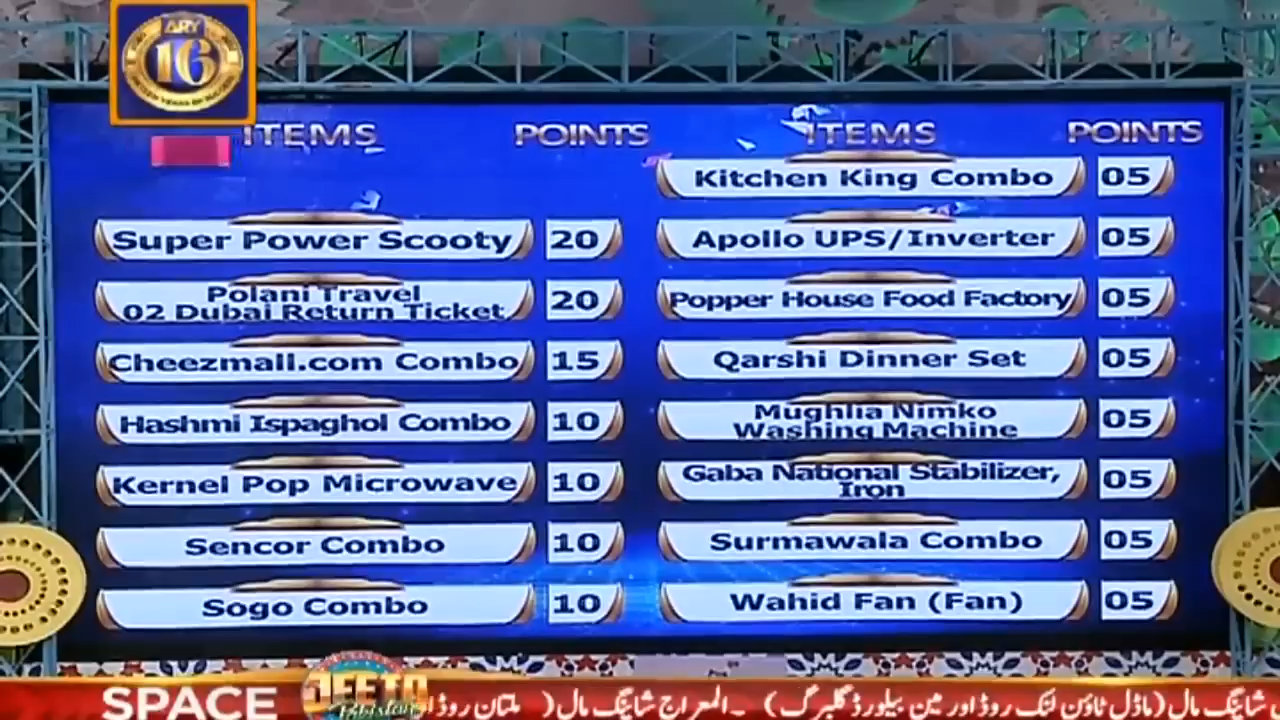 ARY
16
ITEMS POINTS ITEMS POINTS
Kitchen King Combo 05
Super Power Scooty 20
Apollo UPS/Inverter 05
Polani Travel
02 Dubai Return Ticket 20
Popper House Food Factory 05
Cheezmall.com Combo 15
Qarshi Dinner Set 05
Hashmi Ispaghol Combo 10
Mughlia Nimko
Washing Machine 05
Kernel Pop Microwave 10
Gaba National Stabilizer,
Iron 05
Sencor Combo 10
Surmawala Combo 05
Sogo Combo 10
Wahid Fan (Fan) 05
SPACE
JEETO
Pakistan
شاپنگ مال (ماڈل ٹاؤن لنک روڈ اور مین بیلورڈ گلبرگ) ۔المعراج شاپنگ مال ( ملتان روڈ